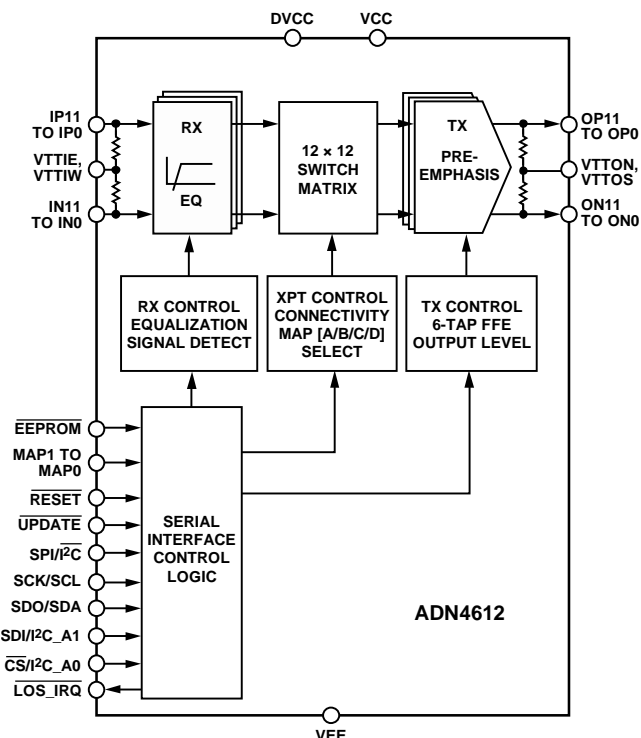 DVCC
VCC
IP11
TO IP0
VTTIE,
VTTIW
IN11
TO IN0
RX
EQ
12 × 12
SWITCH
MATRIX
TX
PRE-
EMPHASIS
OP11
TO OP0
VTTON,
VTTOS
ON11
TO ON0
RX CONTROL
EQUALIZATION
SIGNAL DETECT
XPT CONTROL
CONNECTIVITY
MAP [A/B/C/D]
SELECT
TX CONTROL
6-TAP FFE
OUTPUT LEVEL
EEPROM
MAP1 TO
MAP0
RESET
UPDATE
SPI/I²C
SCK/SCL
SDO/SDA
SDI/I²C_A1
CS/I²C_A0
LOS_IRQ
SERIAL
INTERFACE
CONTROL
LOGIC
ADN4612
VEE